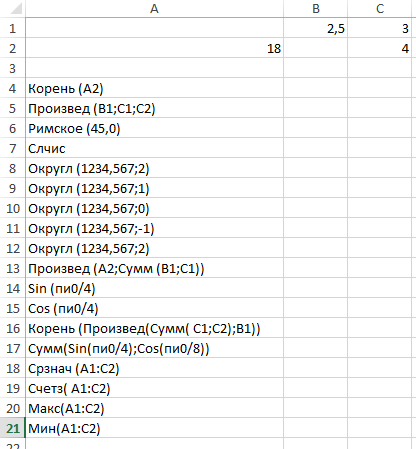 A B C
1 2,5 3
2 18 4
3
4 Корень (A2)
5 Произвед (B1;C1;C2)
6 Римское (45,0)
7 Слчис
8 Округл (1234,567;2)
9 Округл (1234,567;1)
10 Округл (1234,567;0)
11 Округл (1234,567;-1)
12 Округл (1234,567;2)
13 Произвед (A2;Сумм (B1;C1))
14 Sin (пи0/4)
15 Cos (пи0/4)
16 Корень (Произвед(Сумм( C1;C2);B1))
17 Сумм(Sin(пи0/4);Cos(пи0/8))
18 Срзнач (A1:C2)
19 Счетз( A1:C2)
20 Макс(A1:C2)
21 Мин(A1:C2)
22